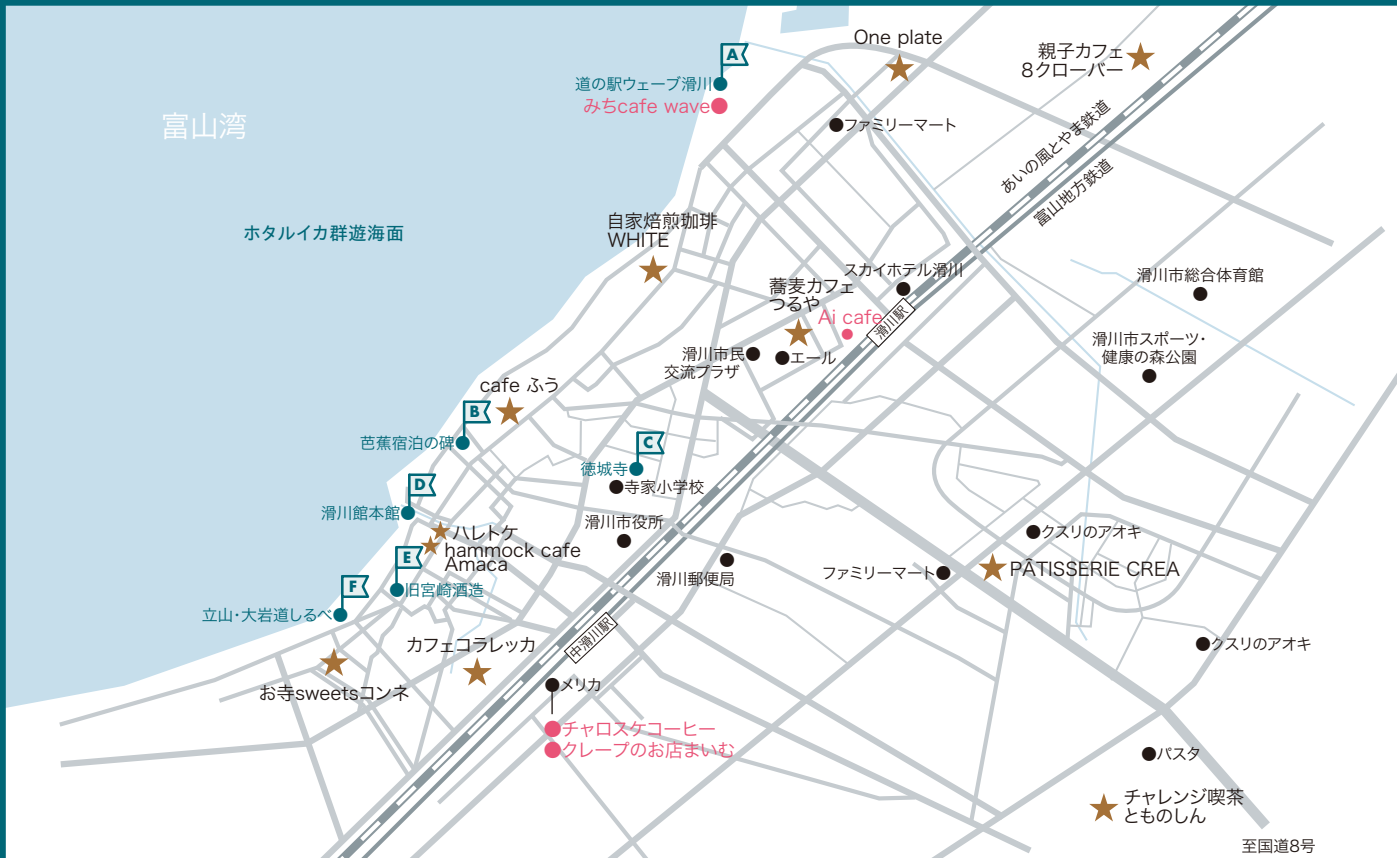 One plate
親子カフェ
8クローバー
A
道の駅ウェーブ滑川
みちcafe wave
富山湾
ファミリーマート
あいの風とやま鉄道
富山地方鉄道
ホタルイカ群遊海面
自家焙煎珈琲
WHITE
スカイホテル滑川
滑川市総合体育館
蕎麦カフェ
つるや
Ai cafe
滑川駅
滑川市民
交流プラザ
エール
滑川市スポーツ・
健康の森公園
cafe ふう
B
芭蕉宿泊の碑
C
徳城寺
寺家小学校
D
滑川館本館
滑川市役所
ハレトケ
hammock cafe
Amaca
E
旧宮崎酒造
滑川郵便局
クスリのアオキ
ファミリーマート
PÂTISSERIE CREA
F
立山・大岩道しるべ
中滑川駅
カフェコラレッカ
クスリのアオキ
お寺sweetsコンネ
メリカ
チャロスケコーヒー
クレープのお店まいむ
パスタ
チャレンジ喫茶
とものしん
至国道8号